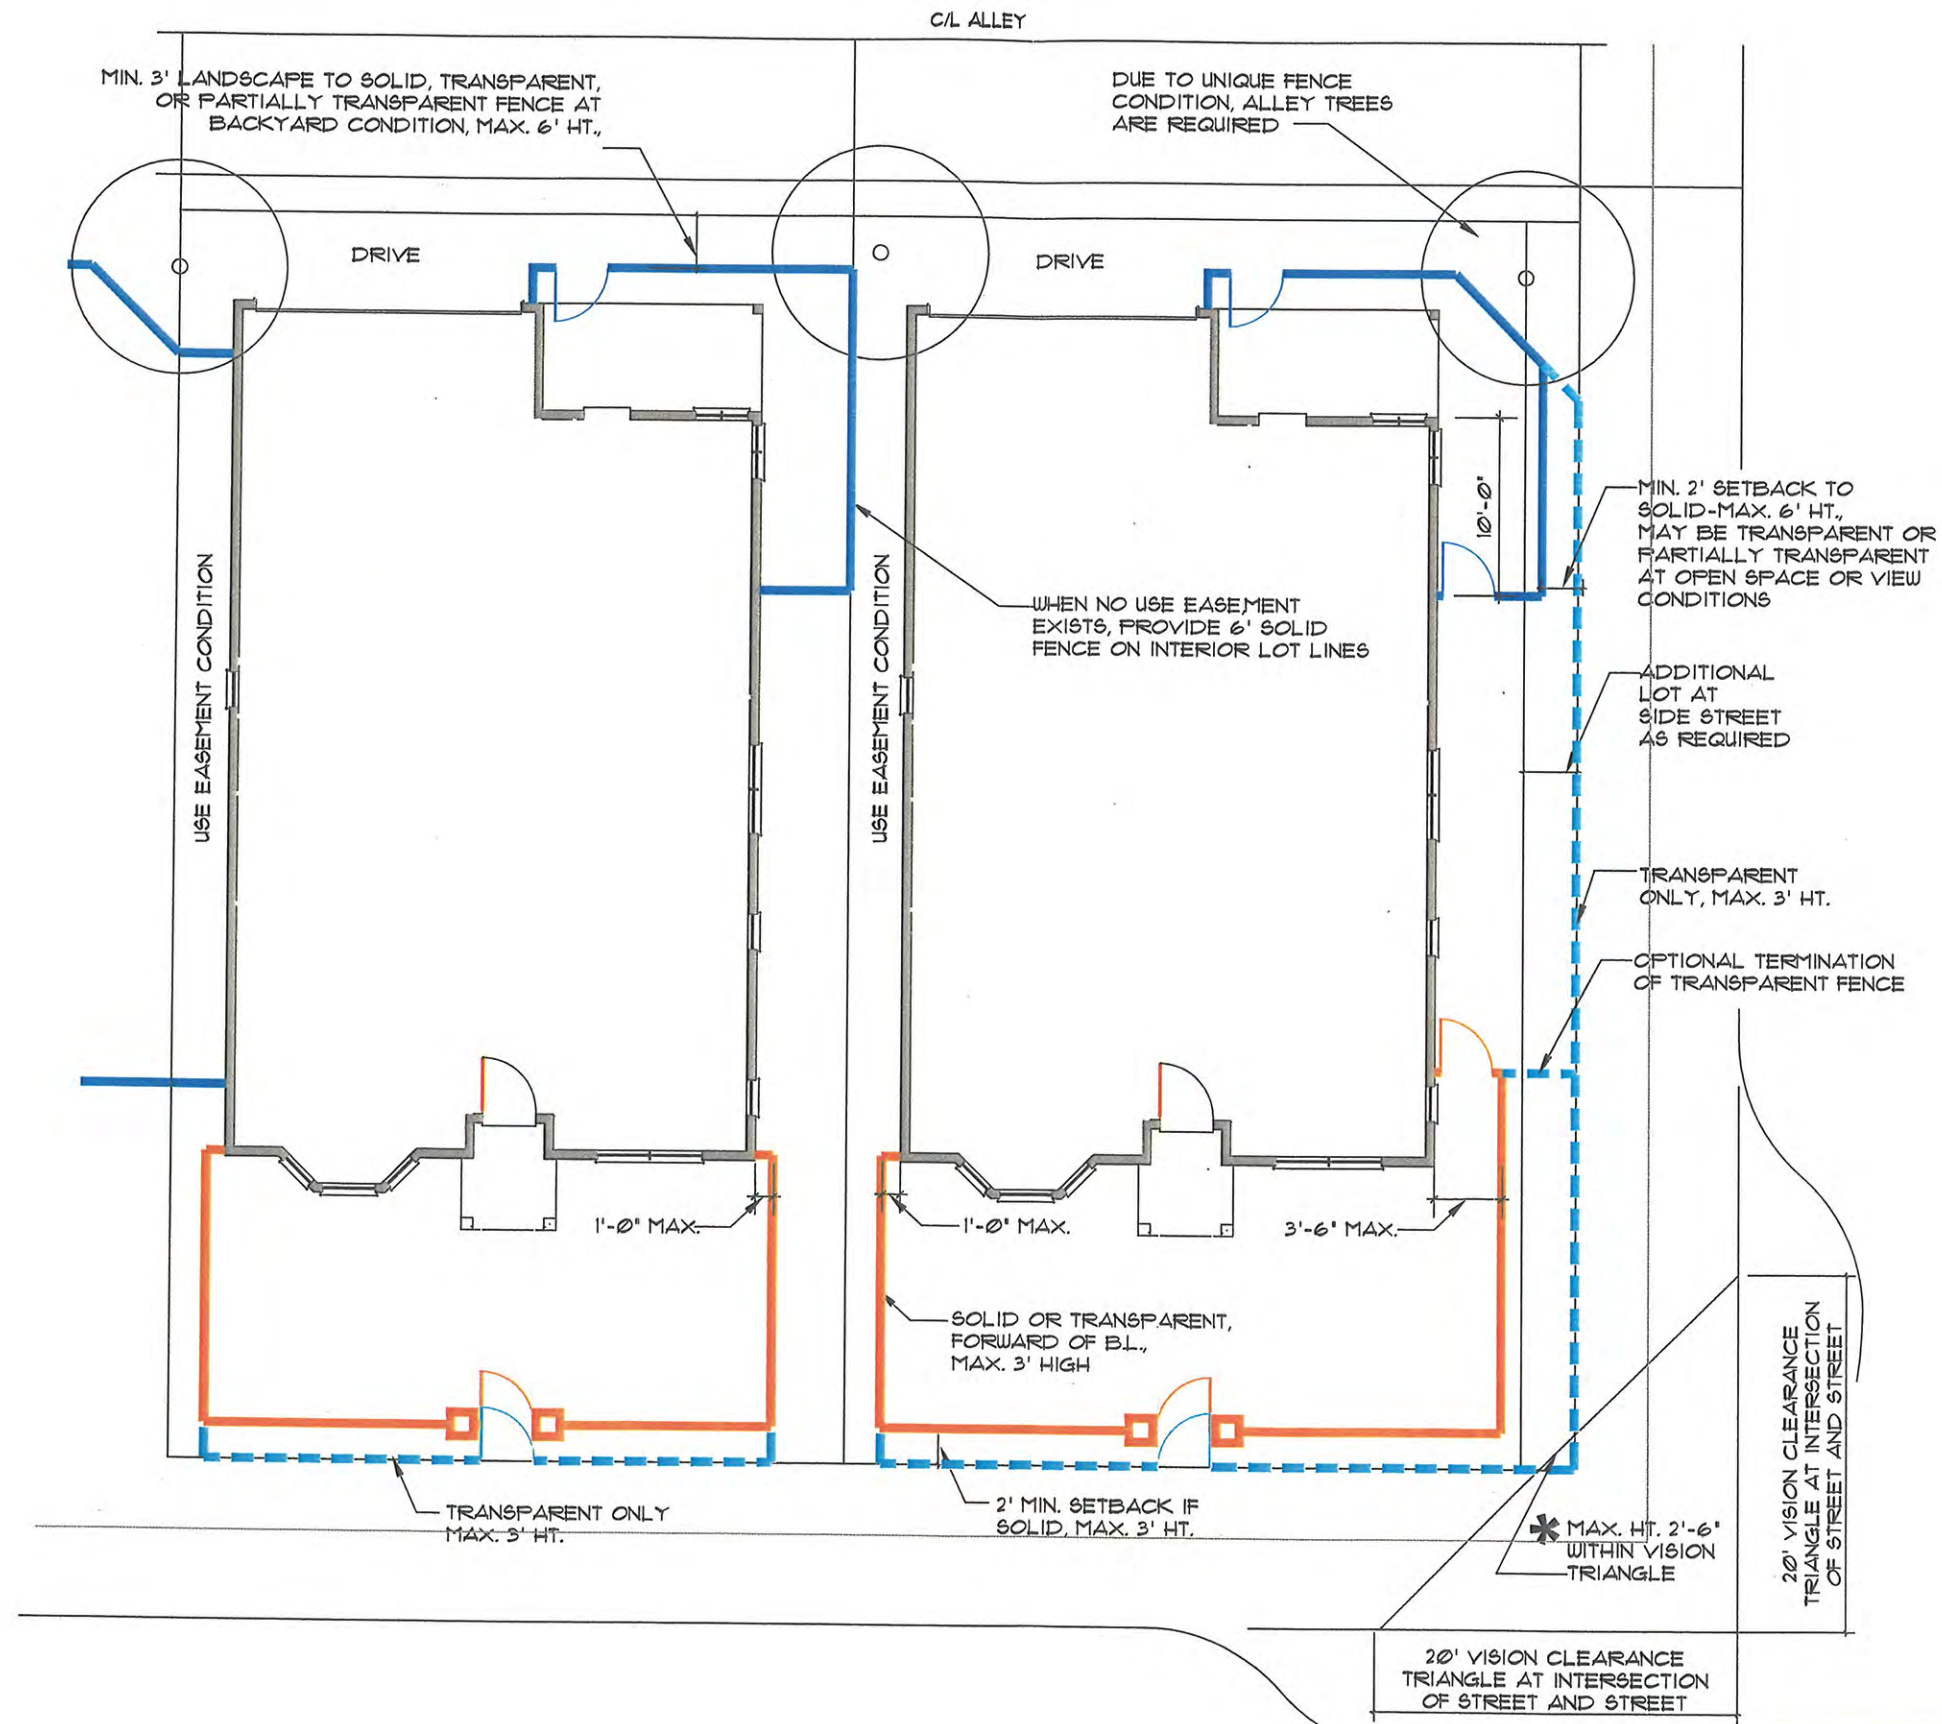 C/L ALLEY
MIN. 3' LANDSCAPE TO SOLID, TRANSPARENT,
OR PARTIALLY TRANSPARENT FENCE AT
BACKYARD CONDITION, MAX. 6' HT.,
DUE TO UNIQUE FENCE
CONDITION, ALLEY TREES
ARE REQUIRED
DRIVE
DRIVE
10'-0"
MIN. 2' SETBACK TO
SOLID-MAX. 6' HT.,
MAY BE TRANSPARENT OR
PARTIALLY TRANSPARENT
AT OPEN SPACE OR VIEW
CONDITIONS
USE EASEMENT CONDITION
USE EASEMENT CONDITION
WHEN NO USE EASEMENT
EXISTS, PROVIDE 6' SOLID
FENCE ON INTERIOR LOT LINES
ADDITIONAL
LOT AT
SIDE STREET
AS REQUIRED
TRANSPARENT
ONLY, MAX. 3' HT.
OPTIONAL TERMINATION
OF TRANSPARENT FENCE
1'-0" MAX.
1'-0" MAX.
3'-6" MAX.
SOLID OR TRANSPARENT,
FORWARD OF B.L.,
MAX. 3' HIGH
TRANSPARENT ONLY
MAX. 3' HT.
2' MIN. SETBACK IF
SOLID, MAX. 3' HT.
* MAX. HT. 2'-6"
WITHIN VISION
TRIANGLE
20' VISION CLEARANCE
TRIANGLE AT INTERSECTION
OF STREET AND STREET
20' VISION CLEARANCE
TRIANGLE AT INTERSECTION
OF STREET AND STREET